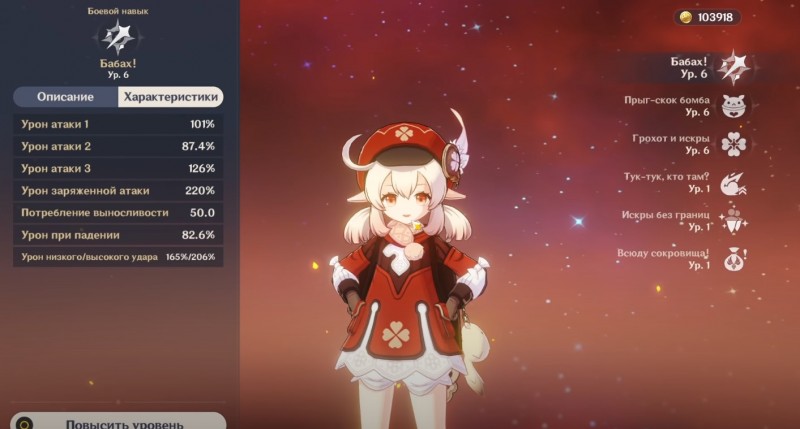 Боевой навык
Бабах!
Ур. 6
Описание Характеристики
Урон атаки 1 101%
Урон атаки 2 87.4%
Урон атаки 3 126%
Урон заряженной атаки 220%
Потребление выносливости 50.0
Урон при падении 82.6%
Урон низкого/высокого удара 165%/206%
Повысить уровень
103918
Бабах!
Ур. 6
Прыг-скок бомба
Ур. 6
Грохот и искры
Ур. 6
Тук-тук, кто там?
Ур. 1
Искры без границ
Ур. 1
Всюду сокровища!
Ур. 1